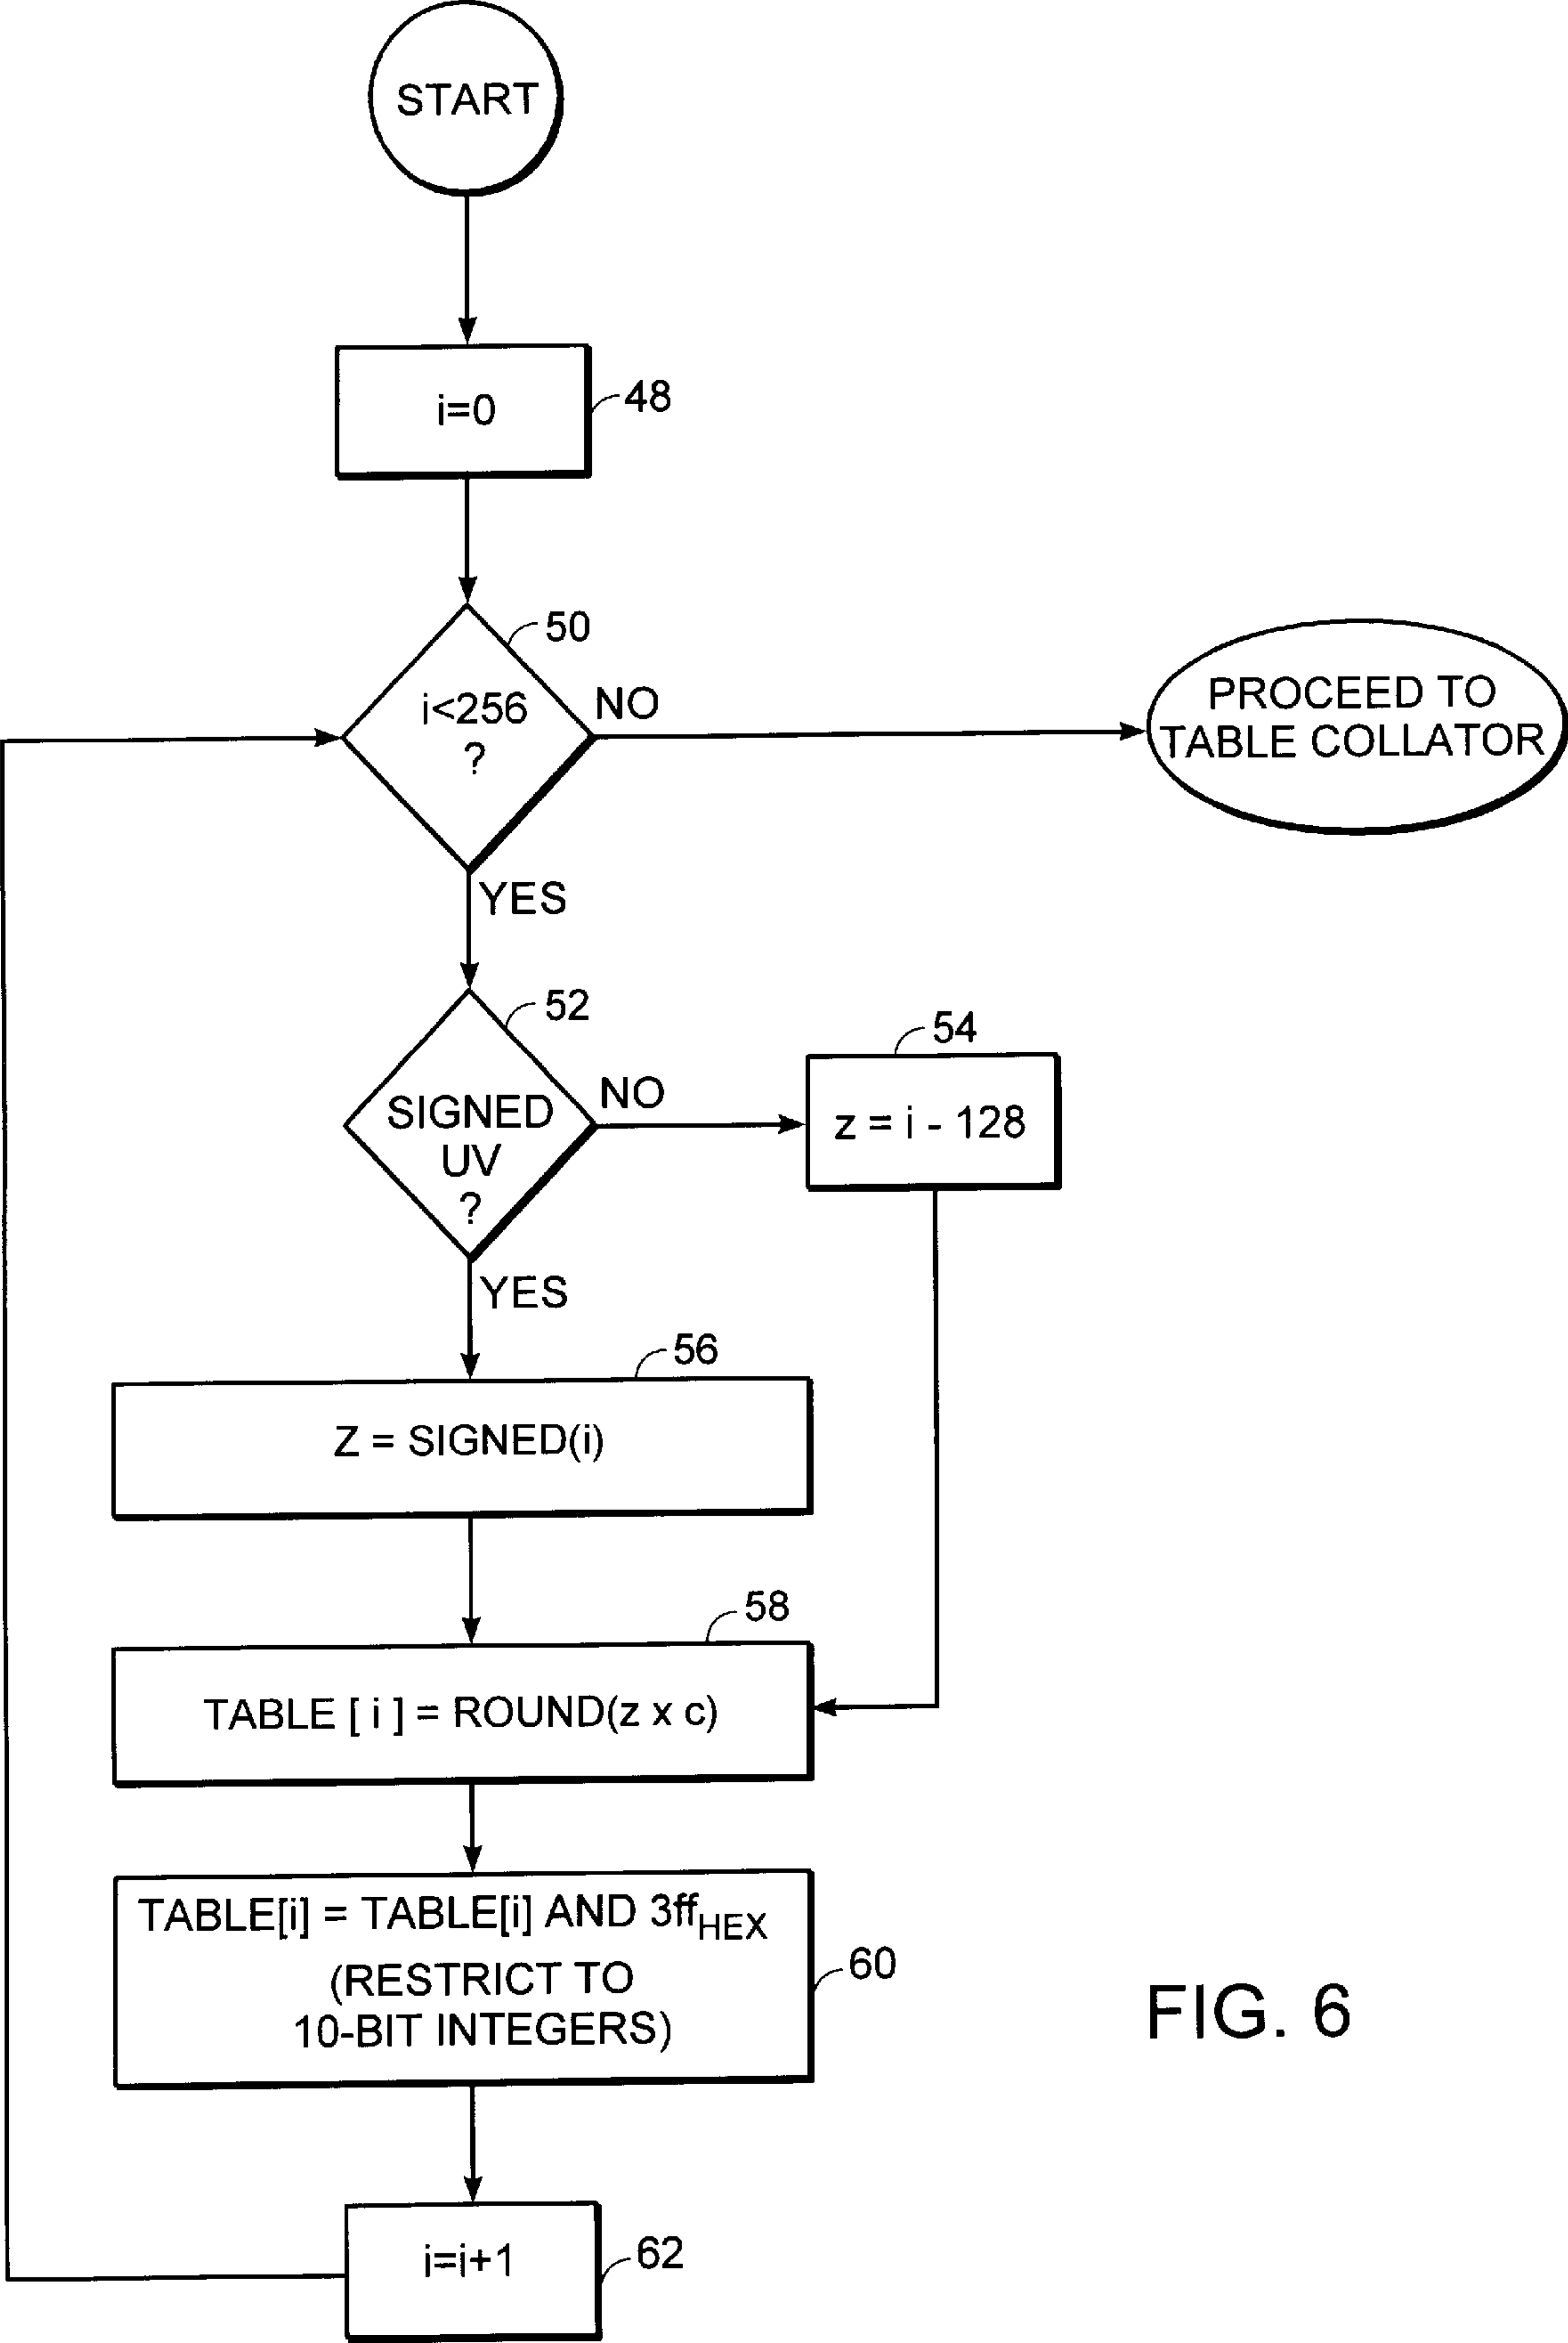 START
i=0
48
50
i<256
?
NO
PROCEED TO
TABLE COLLATOR
YES
52
SIGNED
UV
?
NO
54
z = i - 128
YES
56
Z = SIGNED(i)
58
TABLE [ i ] = ROUND(z x c)
TABLE[i] = TABLE[i] AND 3ffHEX
(RESTRICT TO
10-BIT INTEGERS)
60
FIG. 6
i=i+1
62